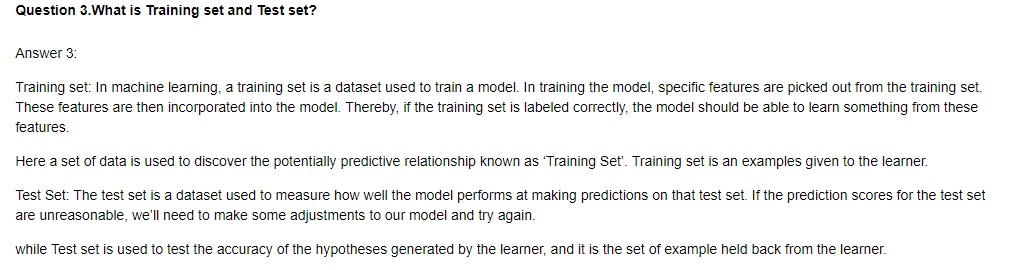 Question 3.What is Training set and Test set?
Answer 3:
Training set: In machine learning, a training set is a dataset used to train a model. In training the model, specific features are picked out from the training set.
These features are then incorporated into the model. Thereby, if the training set is labeled correctly, the model should be able to learn something from these
features.
Here a set of data is used to discover the potentially predictive relationship known as ‘Training Set’. Training set is an examples given to the learner.
Test Set: The test set is a dataset used to measure how well the model performs at making predictions on that test set. If the prediction scores for the test set
are unreasonable, we’ll need to make some adjustments to our model and try again.
while Test set is used to test the accuracy of the hypotheses generated by the learner, and it is the set of example held back from the learner.